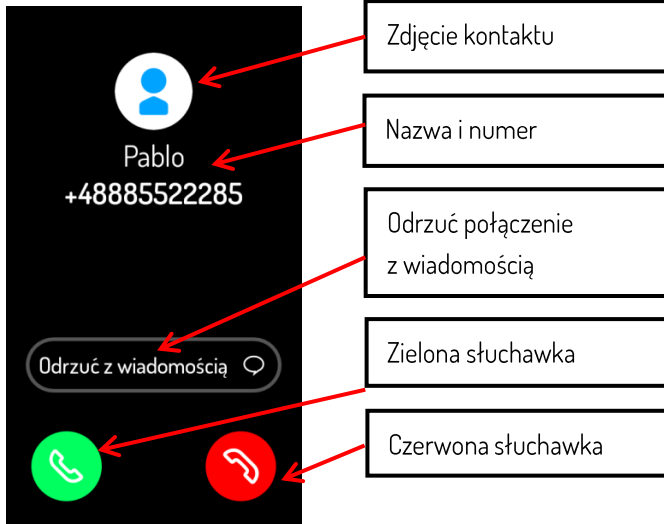 Pablo
+48885522285
Odrzuć z wiadomością
Zdjęcie kontaktu
Nazwa i numer
Odrzuć połączenie
z wiadomością
Zielona słuchawka
Czerwona słuchawka